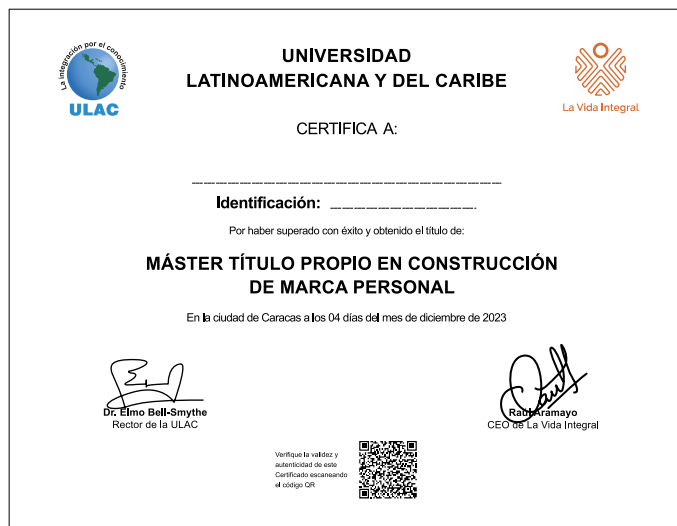 La integración por el conocimiento
ULAC
UNIVERSIDAD
LATINOAMERICANA Y DEL CARIBE
La Vida Integral
CERTIFICA A:
Identificación:
Por haber superado con éxito y obtenido el título de:
MÁSTER TÍTULO PROPIO EN CONSTRUCCIÓN
DE MARCA PERSONAL
En la ciudad de Caracas a los 04 días del mes de diciembre de 2023
Dr. Elmo Bell-Smythe
Rector de la ULAC
Raúl Aramayo
CEO de La Vida Integral
Verifique la validez y
autenticidad de este
Certificado escaneando
el código QR